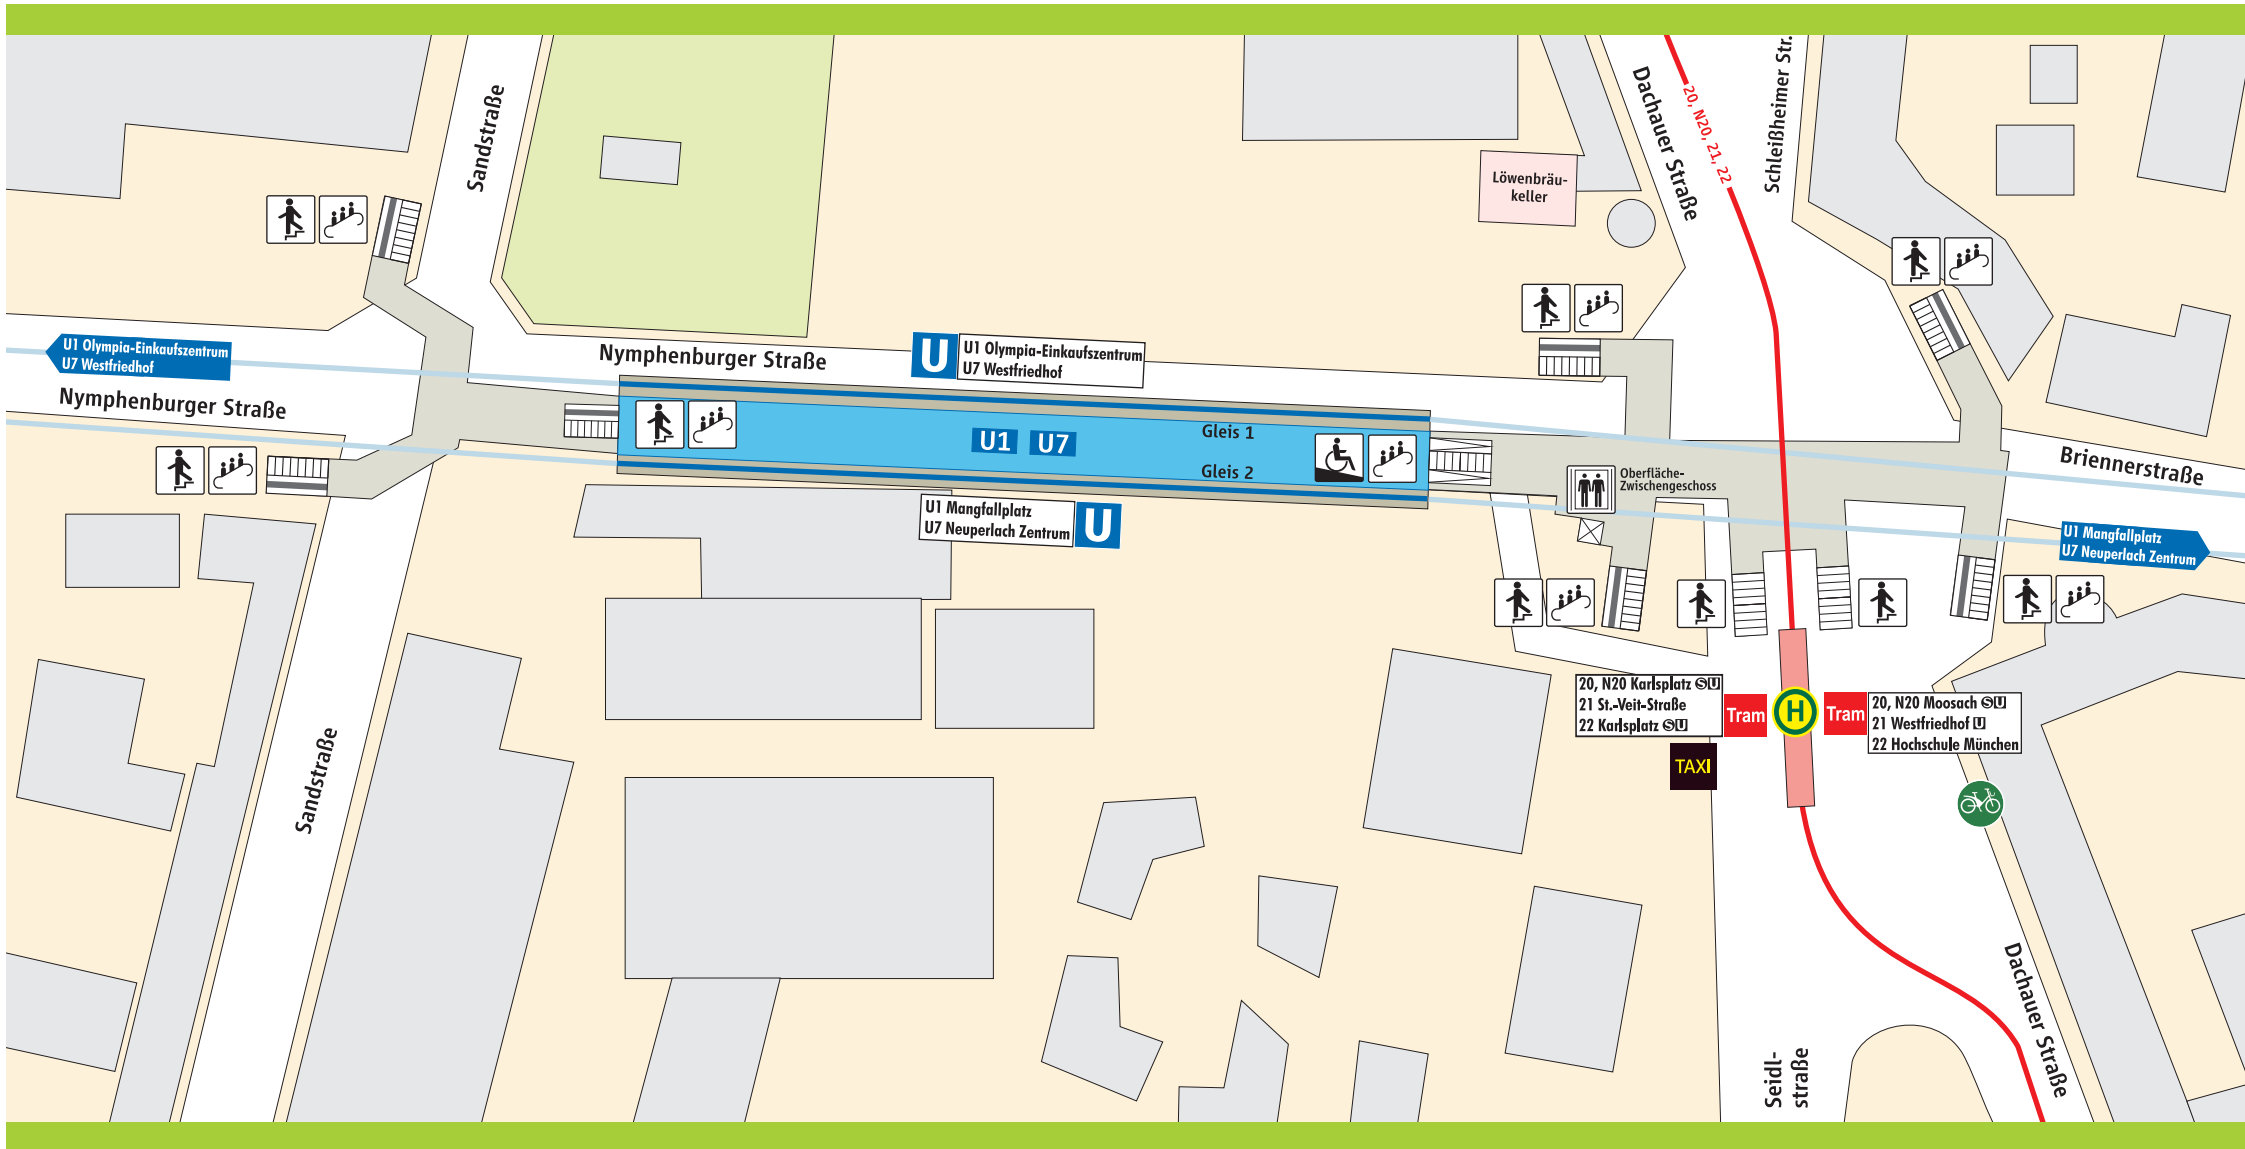 Sandstraße
Dachauer Straße
20, N20, 21, 22
Schleißheimer Str.
Löwenbräu-
keller
U1 Olympia-Einkaufszentrum
U7 Westfriedhof
Nymphenburger Straße
Nymphenburger Straße
U
U1 Olympia-Einkaufszentrum
U7 Westfriedhof
U1
U7
Gleis 1
Gleis 2
Oberfläche-
Zwischengeschoss
Briennerstraße
U1 Mangfallplatz
U7 Neuperlach Zentrum
U
U1 Mangfallplatz
U7 Neuperlach Zentrum
20, N20 Karlsplatz S U
21 St.-Veit-Straße
22 Karlsplatz S U
Tram
H
Tram
20, N20 Moosach S U
21 Westfriedhof U
22 Hochschule München
TAXI
Sandstraße
Seidl-
straße
Dachauer Straße